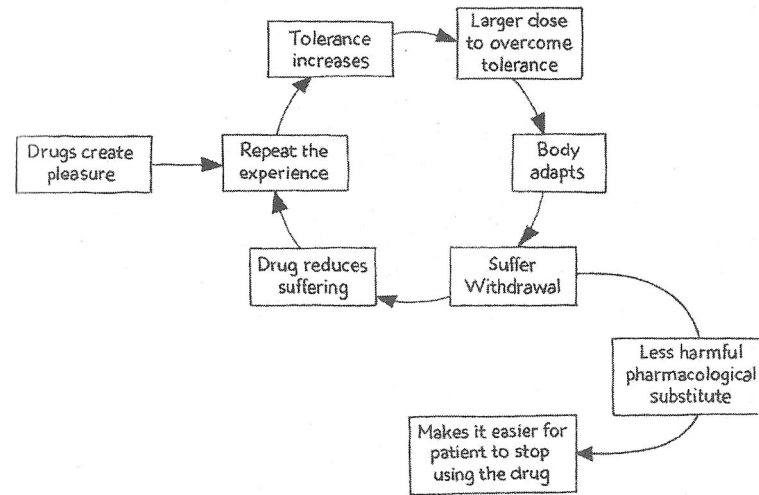 Tolerance
increases
Larger close
to overcome
tolerance
Drugs create
pleasure
Repeat the
experience
Body
adapts
Drug reduces
suffering
Suffer
Withdrawal
Less harmful
pharmacological
substitute
Makes it easier for
patient to stop
using the drug